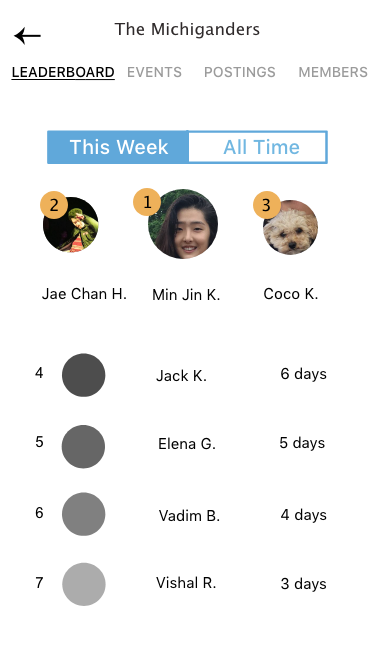 The Michiganders
LEADERBOARD EVENTS POSTINGS MEMBERS
This Week All Time
2 1 3
Jae Chan H. Min Jin K. Coco K.
4 Jack K. 6 days
5 Elena G. 5 days
6 Vadim B. 4 days
7 Vishal R. 3 days